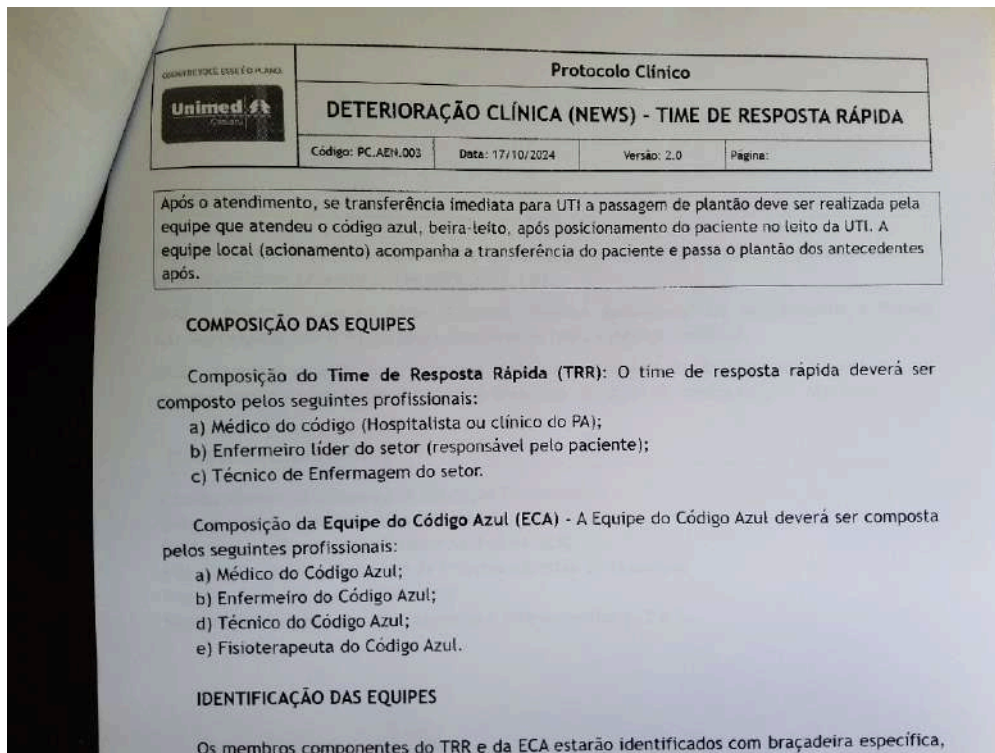 Protocolo Clínico
Unimed
DETERIORAÇÃO CLÍNICA (NEWS) - TIME DE RESPOSTA RÁPIDA
Código: PC.AEN.003 Data: 17/10/2024 Versão: 2.0 Página:
Após o atendimento, se transferência imediata para UTI a passagem de plantão deve ser realizada pela
equipe que atendeu o código azul, beira-leito, após posicionamento do paciente no leito da UTI. A
equipe local (acionamento) acompanha a transferência do paciente e passa o plantão dos antecedentes
após.
COMPOSIÇÃO DAS EQUIPES
Composição do Time de Resposta Rápida (TRR): O time de resposta rápida deverá ser
composto pelos seguintes profissionais:
a) Médico do código (Hospitalista ou clínico do PA);
b) Enfermeiro líder do setor (responsável pelo paciente);
c) Técnico de Enfermagem do setor.
Composição da Equipe do Código Azul (ECA) - A Equipe do Código Azul deverá ser composta
pelos seguintes profissionais:
a) Médico do Código Azul;
b) Enfermeiro do Código Azul;
d) Técnico do Código Azul;
e) Fisioterapeuta do Código Azul.
IDENTIFICAÇÃO DAS EQUIPES
Os membros componentes do TRR e da ECA estarão identificados com braçadeira específica,